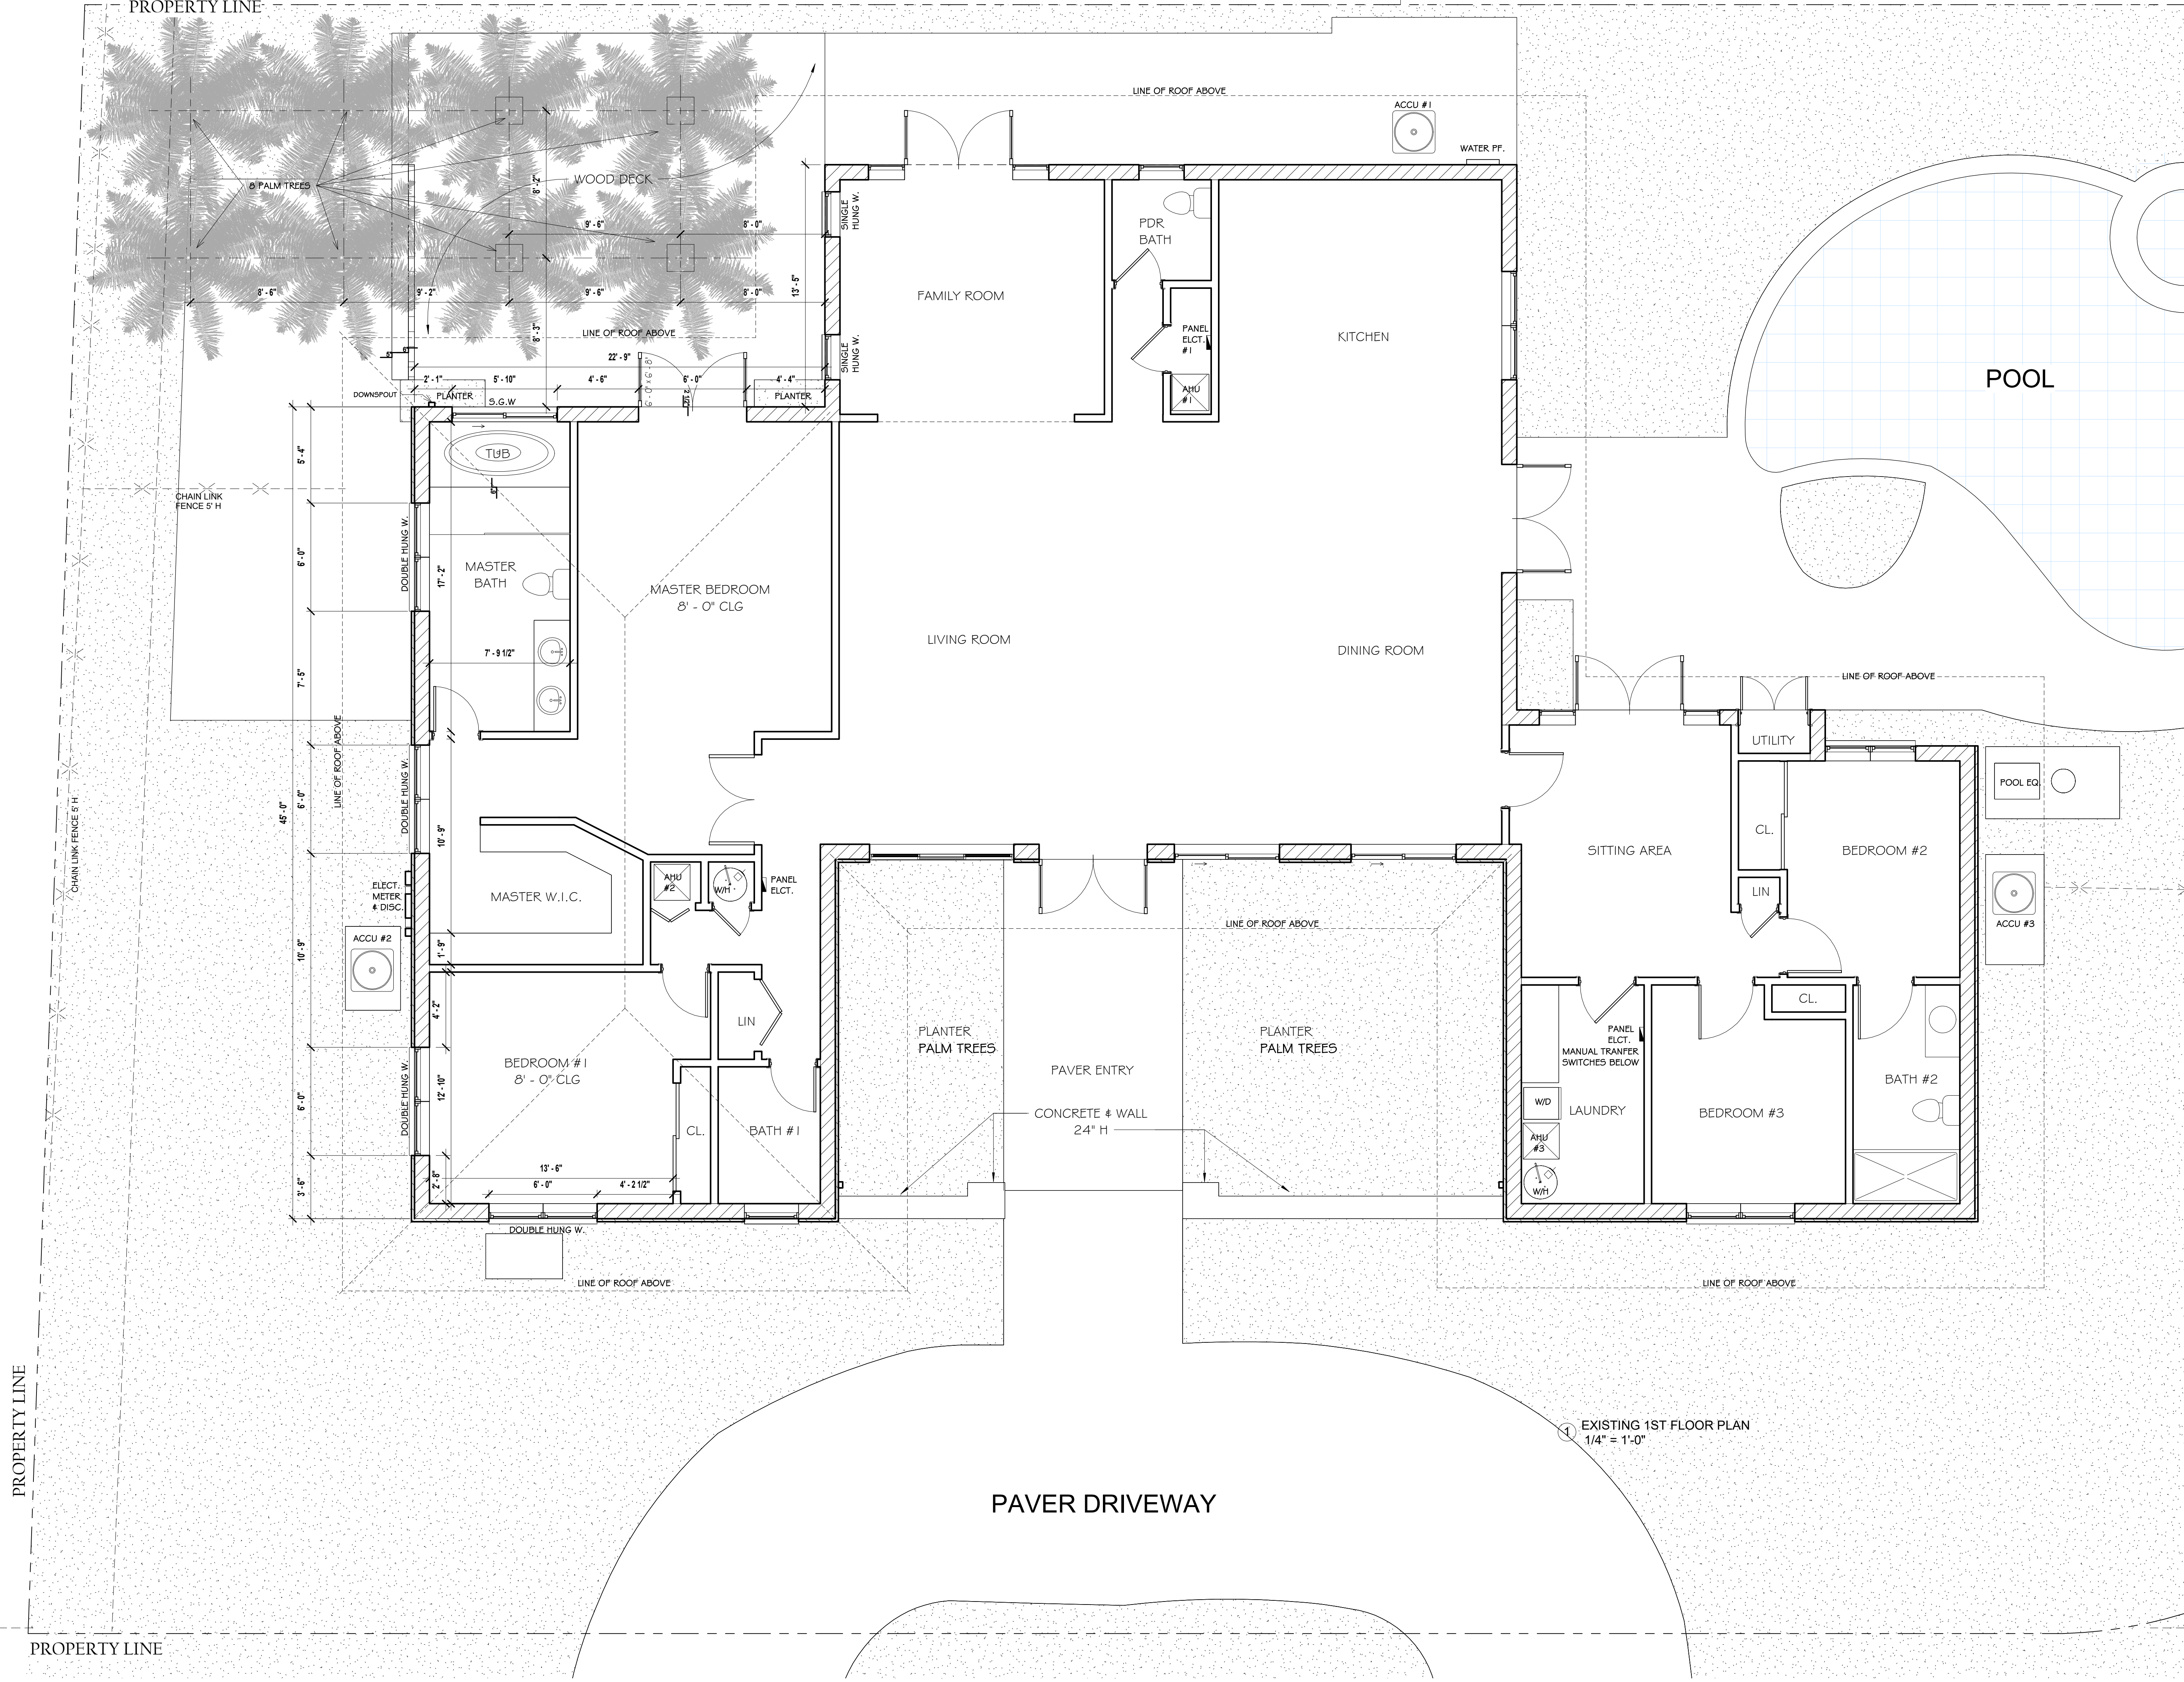 PROPERTY LINE
LINE OF ROOF ABOVE
ACCU #1
WATER PF.
8 PALM TREES
WOOD DECK
8' - 2"
SINGLE
HUNG W.
PDR
BATH
9' - 6"
8' - 0"
8' - 6"
9' - 2"
9' - 6"
8' - 0"
13' - 5"
FAMILY ROOM
LINE OF ROOF ABOVE
8' - 3"
PANEL
ELCT.
#1
KITCHEN
SINGLE
HUNG W.
22' - 9"
6' - 0" x 6' - 8"
2' - 1"
5' - 10"
4' - 6"
6' - 0"
4' - 4"
DOWNSPOUT
PLANTER
S.G.W
PLANTER
AHU
#1
POOL
TUB
5' - 4"
CHAIN LINK
FENCE 5' H
DOUBLE HUNG W.
6' - 0"
17' - 2"
MASTER
BATH
MASTER BEDROOM
8' - 0" CLG
LIVING ROOM
DINING ROOM
7' - 9 1/2"
7' - 5"
LINE OF ROOF ABOVE
LINE OF ROOF ABOVE
UTILITY
POOL EQ.
45' - 0"
6' - 0"
DOUBLE HUNG W.
10' - 9"
CHAIN LINK FENCE 5' H
CL.
SITTING AREA
BEDROOM #2
ELECT.
METER
& DISC.
MASTER W.I.C.
AHU
#2
W/H
PANEL
ELCT.
LIN
ACCU #3
LINE OF ROOF ABOVE
ACCU #2
10' - 9"
1' - 9"
4' - 2"
LIN
CL.
PLANTER
PALM TREES
PLANTER
PALM TREES
PANEL
ELCT.
MANUAL TRANFER
SWITCHES BELOW
BEDROOM #1
8' - 0" CLG
PAVER ENTRY
BATH #2
DOUBLE HUNG W.
6' - 0"
12' - 10"
W/D
LAUNDRY
BEDROOM #3
CONCRETE & WALL
24" H
CL.
BATH #1
AHU
#3
13' - 6"
6' - 0"
4' - 2 1/2"
2' - 8"
3' - 6"
W/H
DOUBLE HUNG W.
LINE OF ROOF ABOVE
LINE OF ROOF ABOVE
PROPERTY LINE
1
EXISTING 1ST FLOOR PLAN
1/4" = 1'-0"
PAVER DRIVEWAY
PROPERTY LINE